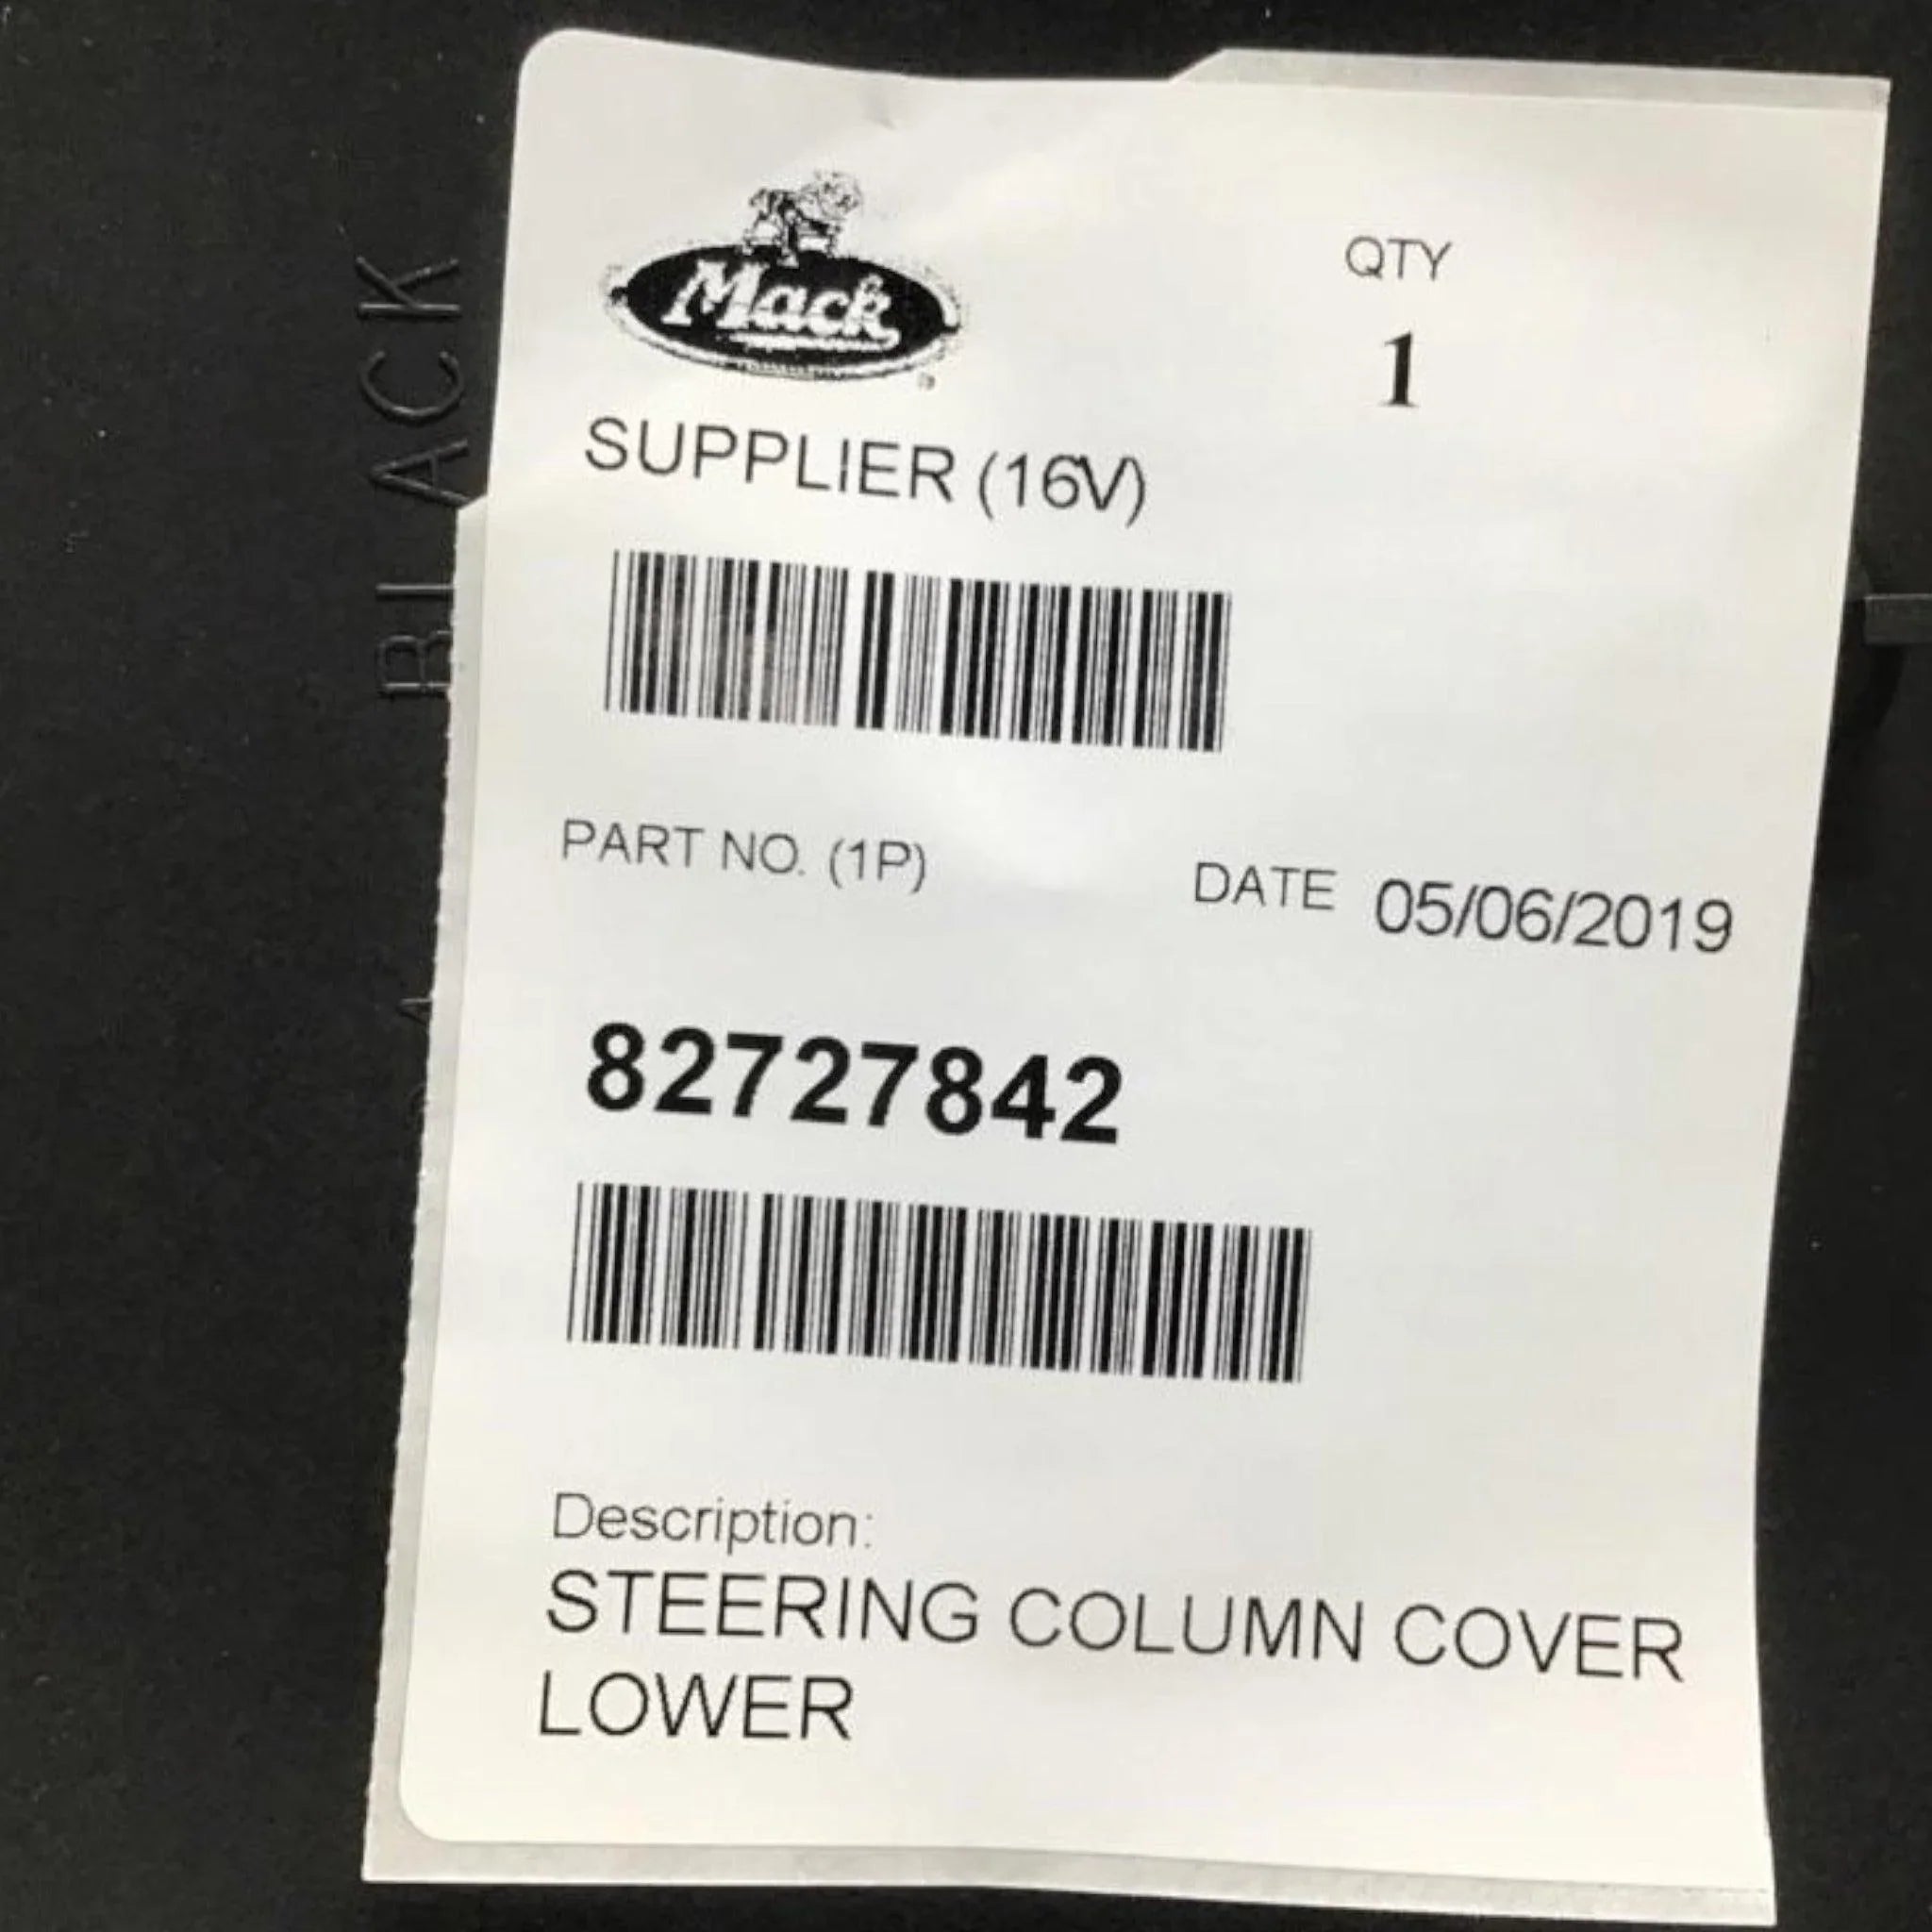 Mack
QTY
1
SUPPLIER (16V)
PART NO. (1P)
DATE 05/06/2019
82727842
Description:
STEERING COLUMN COVER
LOWER
BLACK